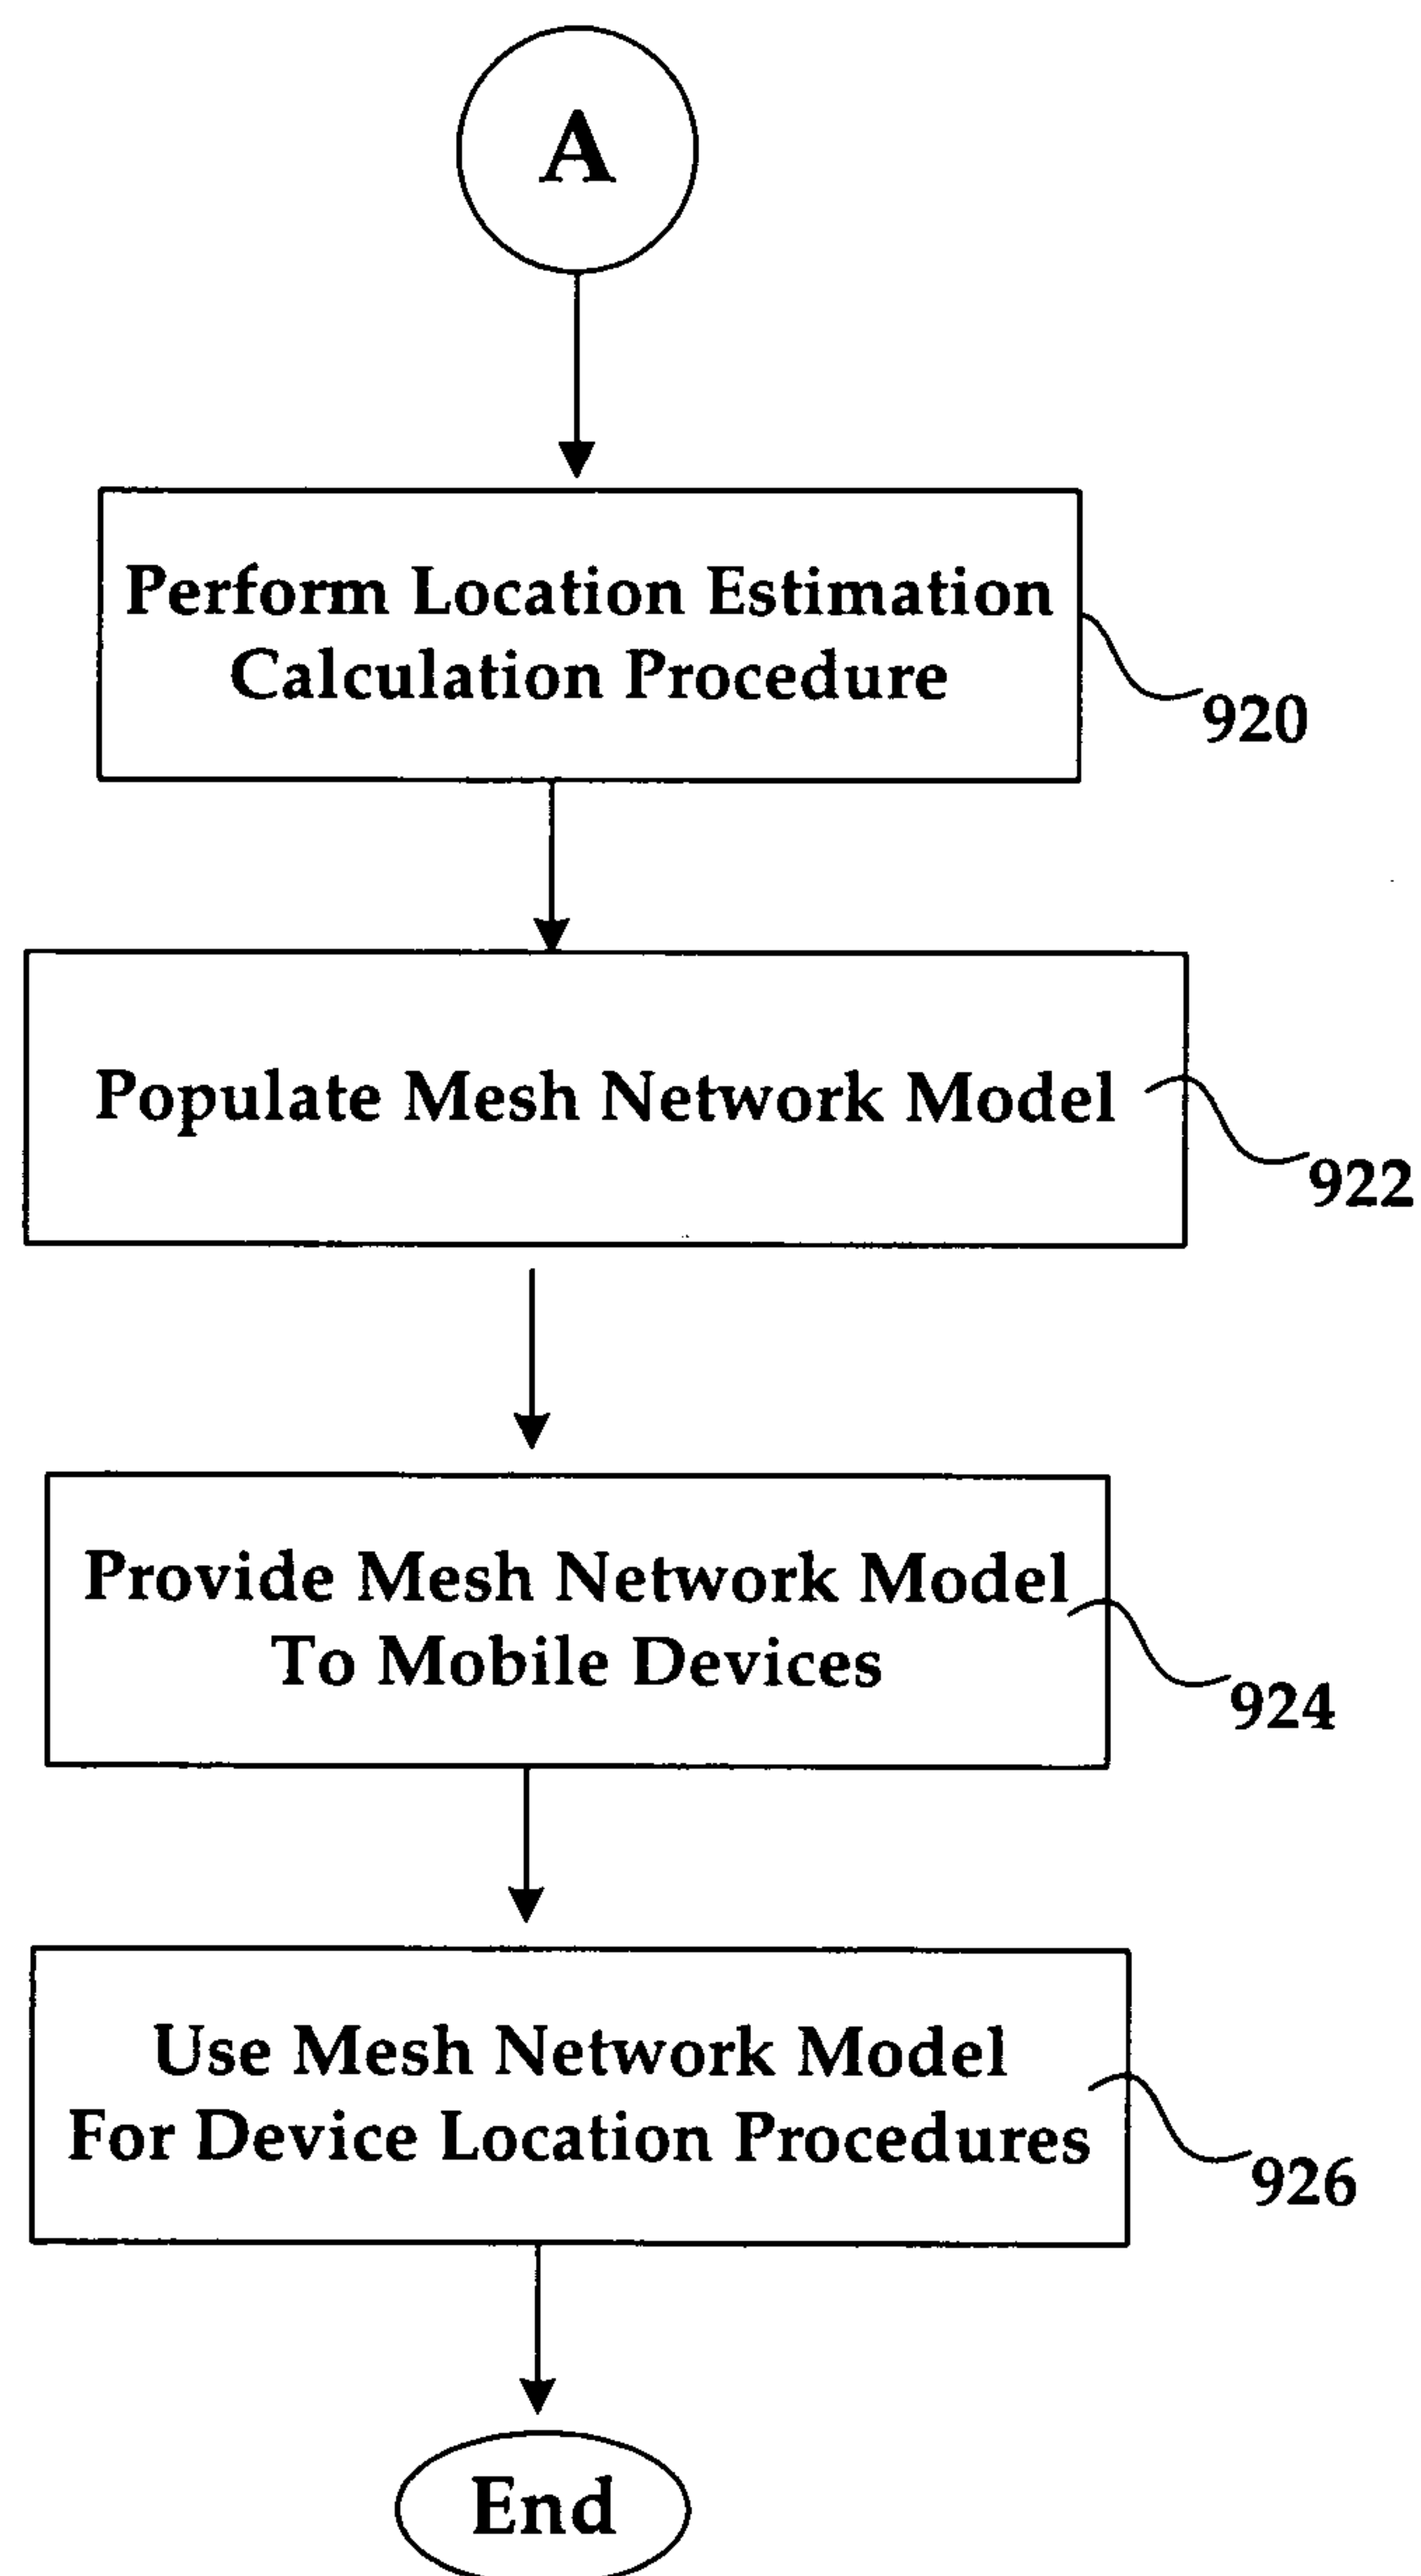 A
Perform Location Estimation
Calculation Procedure
920
Populate Mesh Network Model
922
Provide Mesh Network Model
To Mobile Devices
924
Use Mesh Network Model
For Device Location Procedures
926
End